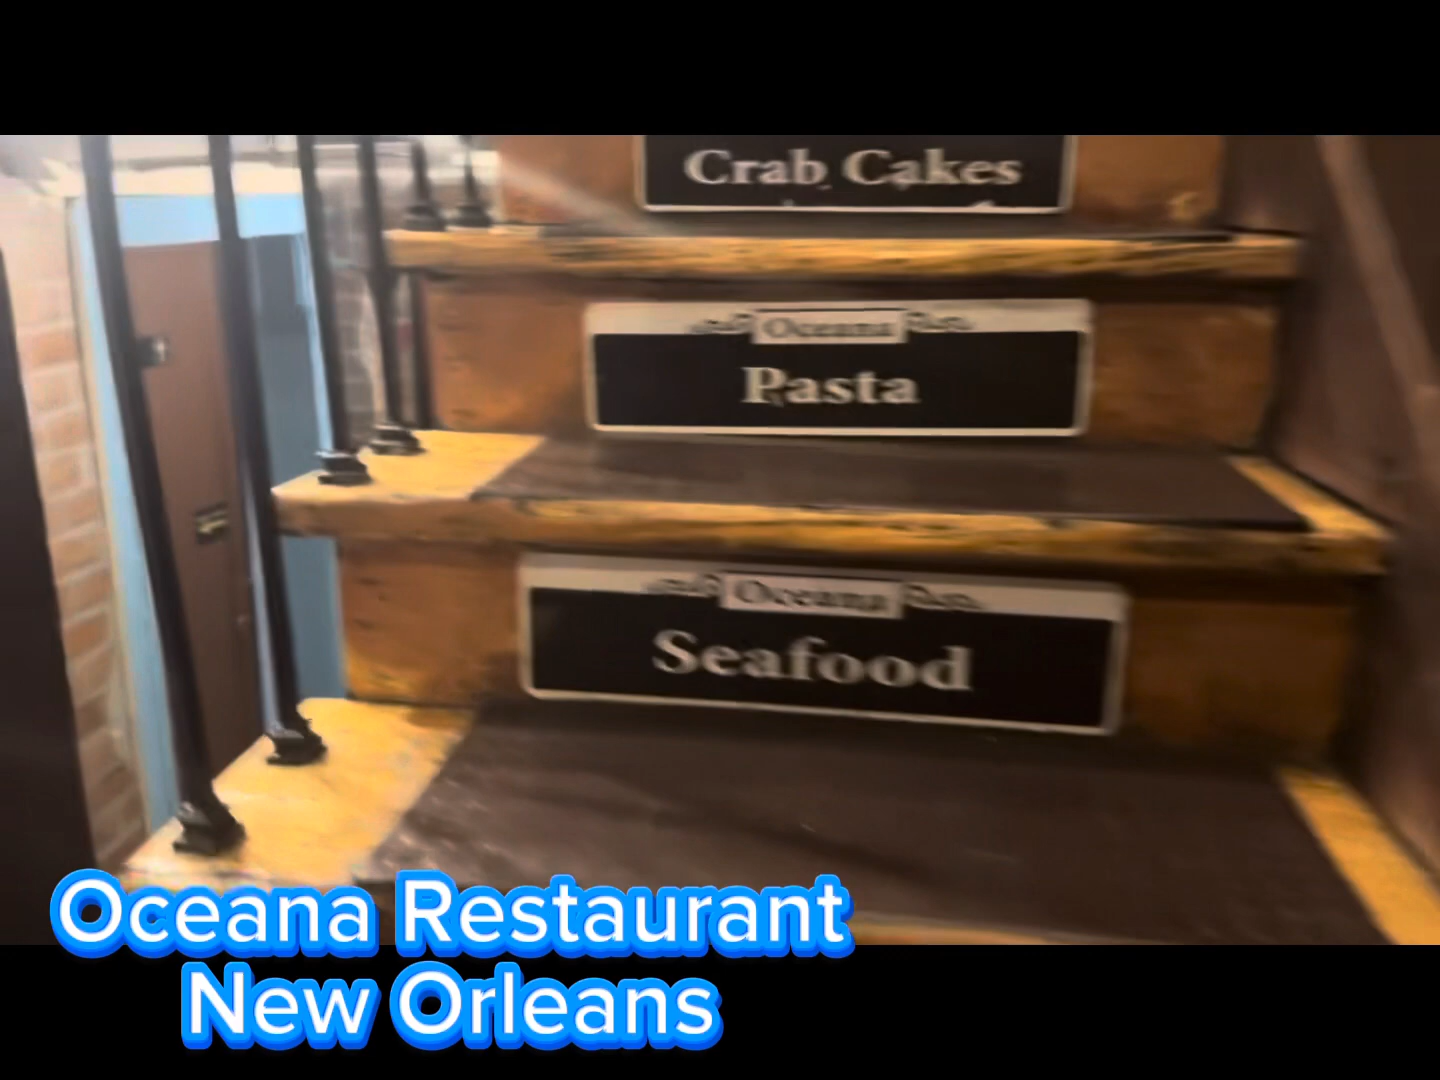 Crab Cakes
Oceana
Pasta
Oceana
Seafood
Oceana Restaurant
New Orleans